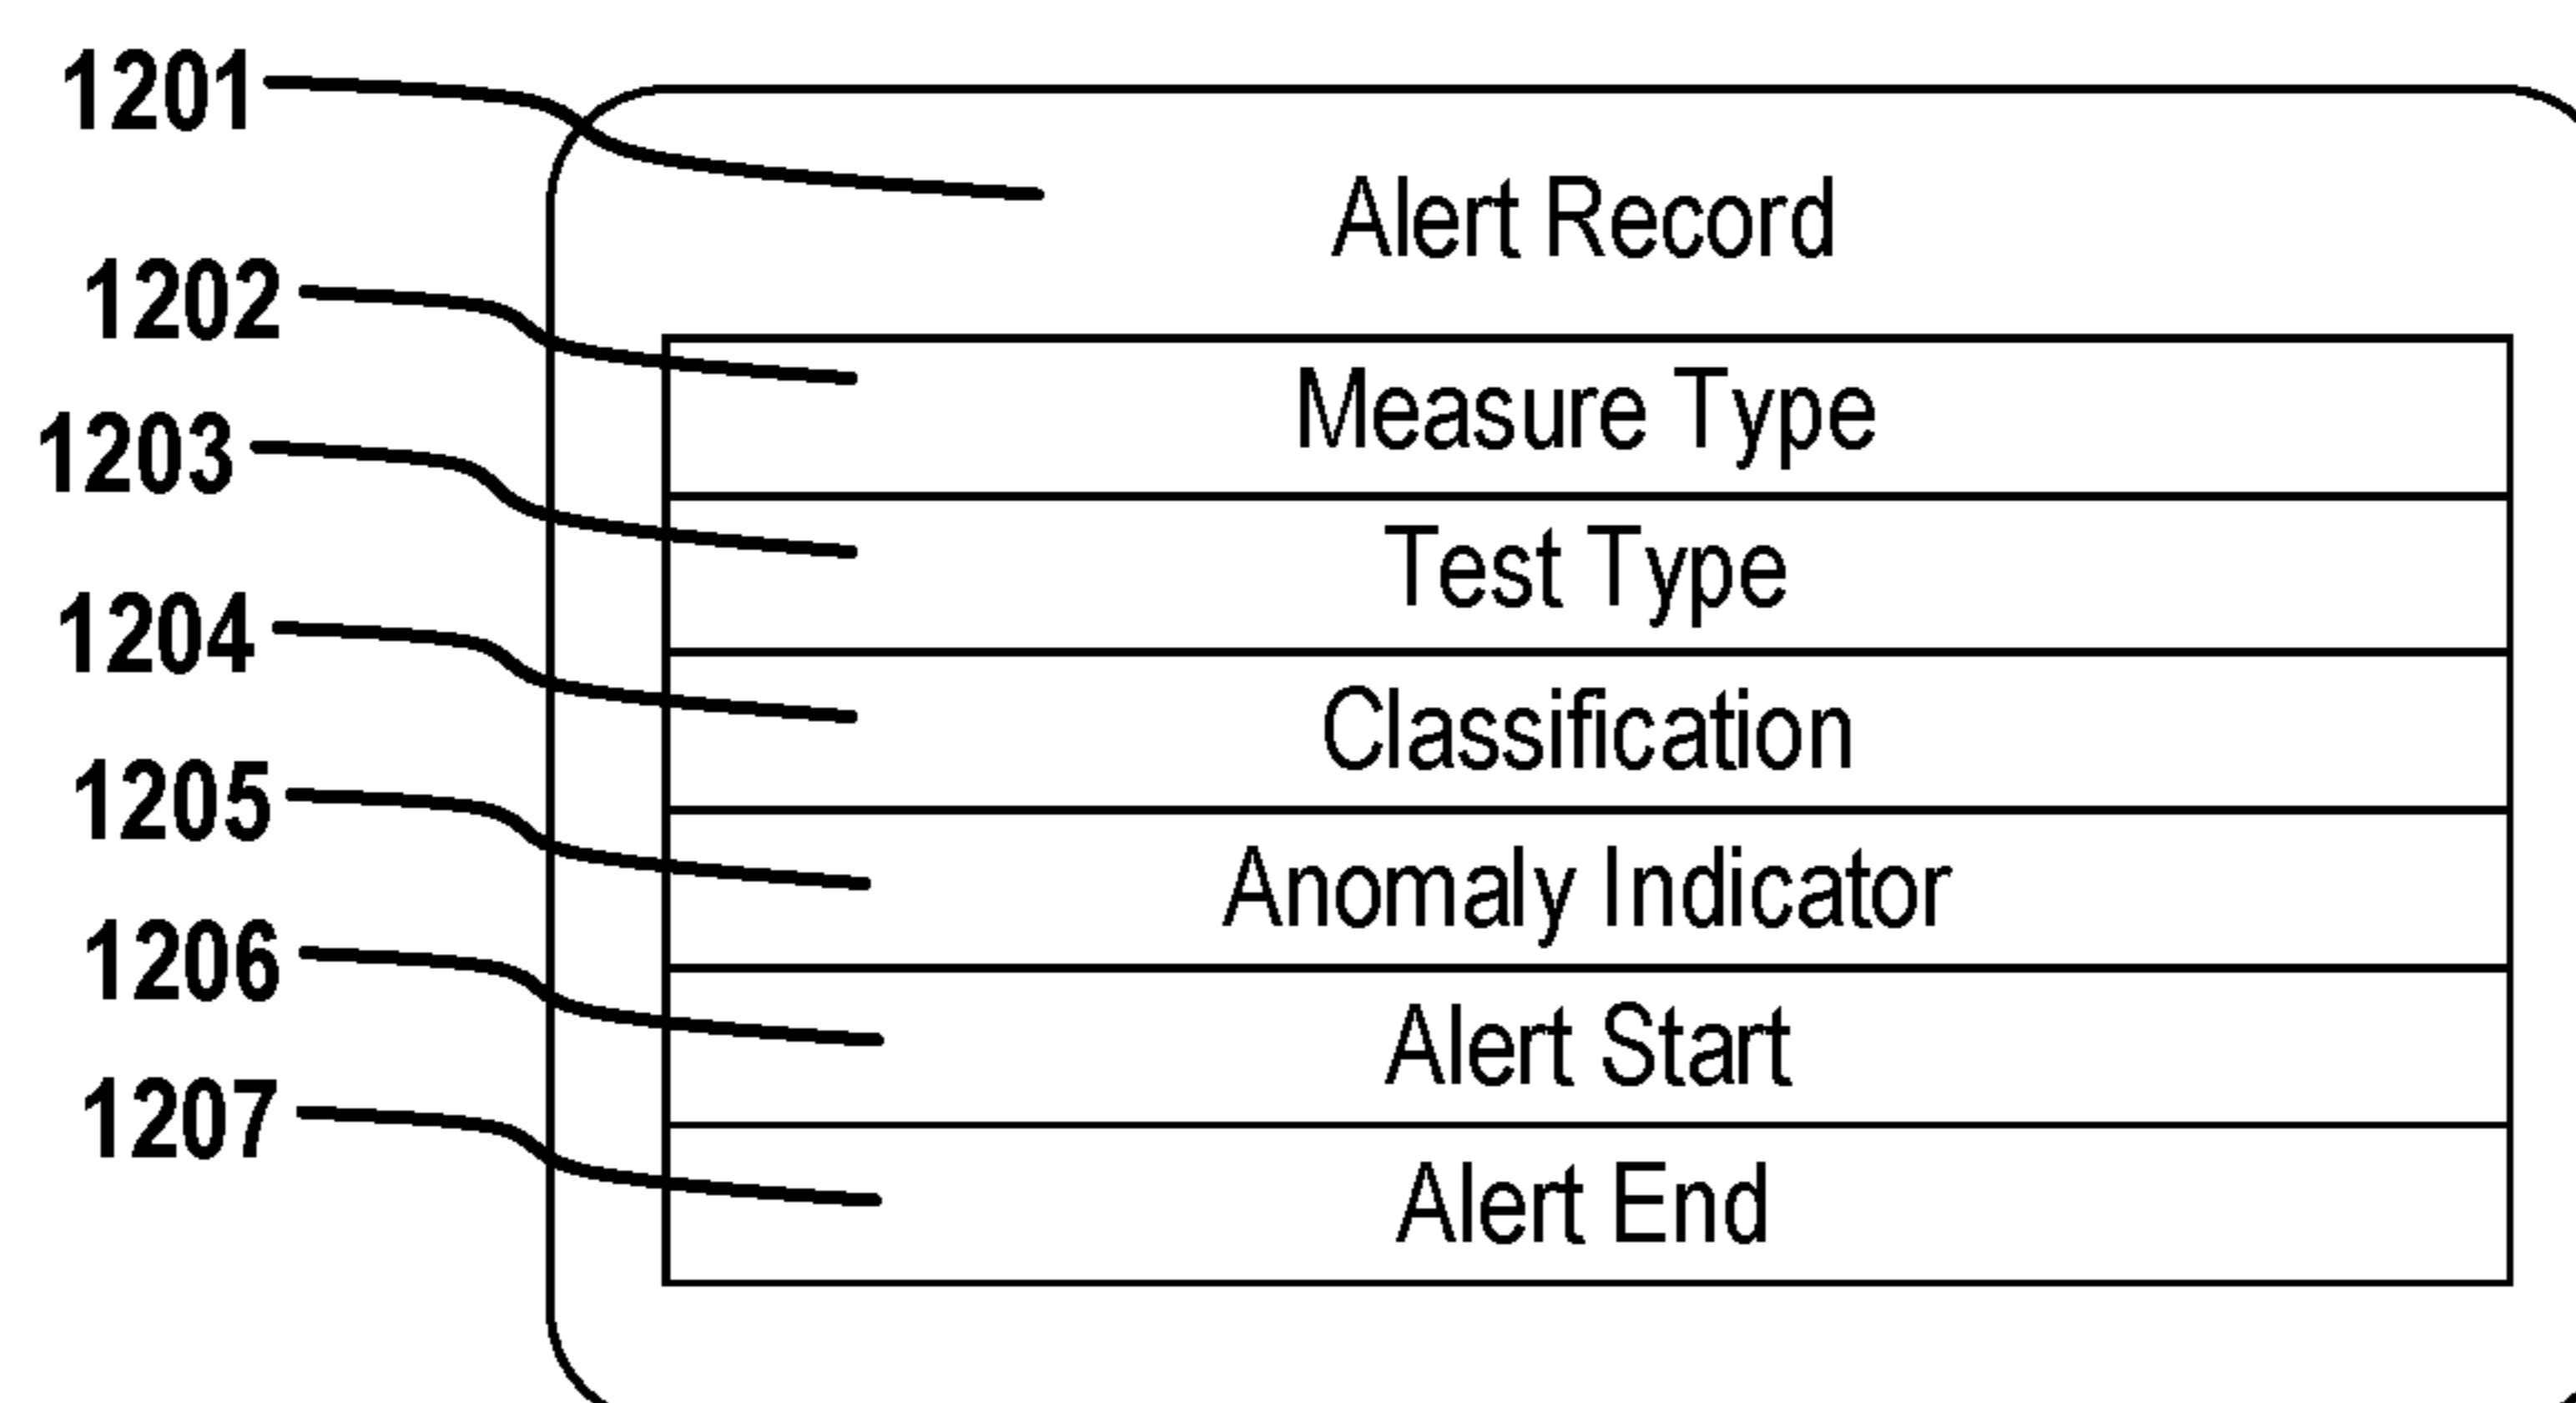 1201
Alert Record
1202
Measure Type
1203
Test Type
1204
Classification
1205
Anomaly Indicator
1206
Alert Start
1207
Alert End